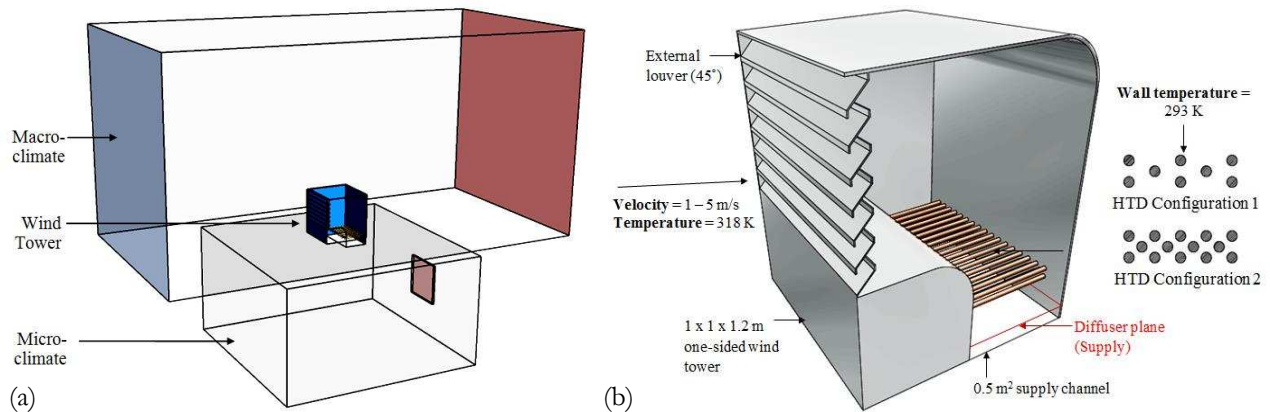 Macro-
climate
Wind
Tower
Micro-
climate
(a)
External
louver (45˚)
Velocity = 1 – 5 m/s
Temperature = 318 K
1 x 1 x 1.2 m
one-sided wind
tower
Wall temperature =
293 K
HTD Configuration 1
HTD Configuration 2
Diffuser plane
(Supply)
0.5 m² supply channel
(b)